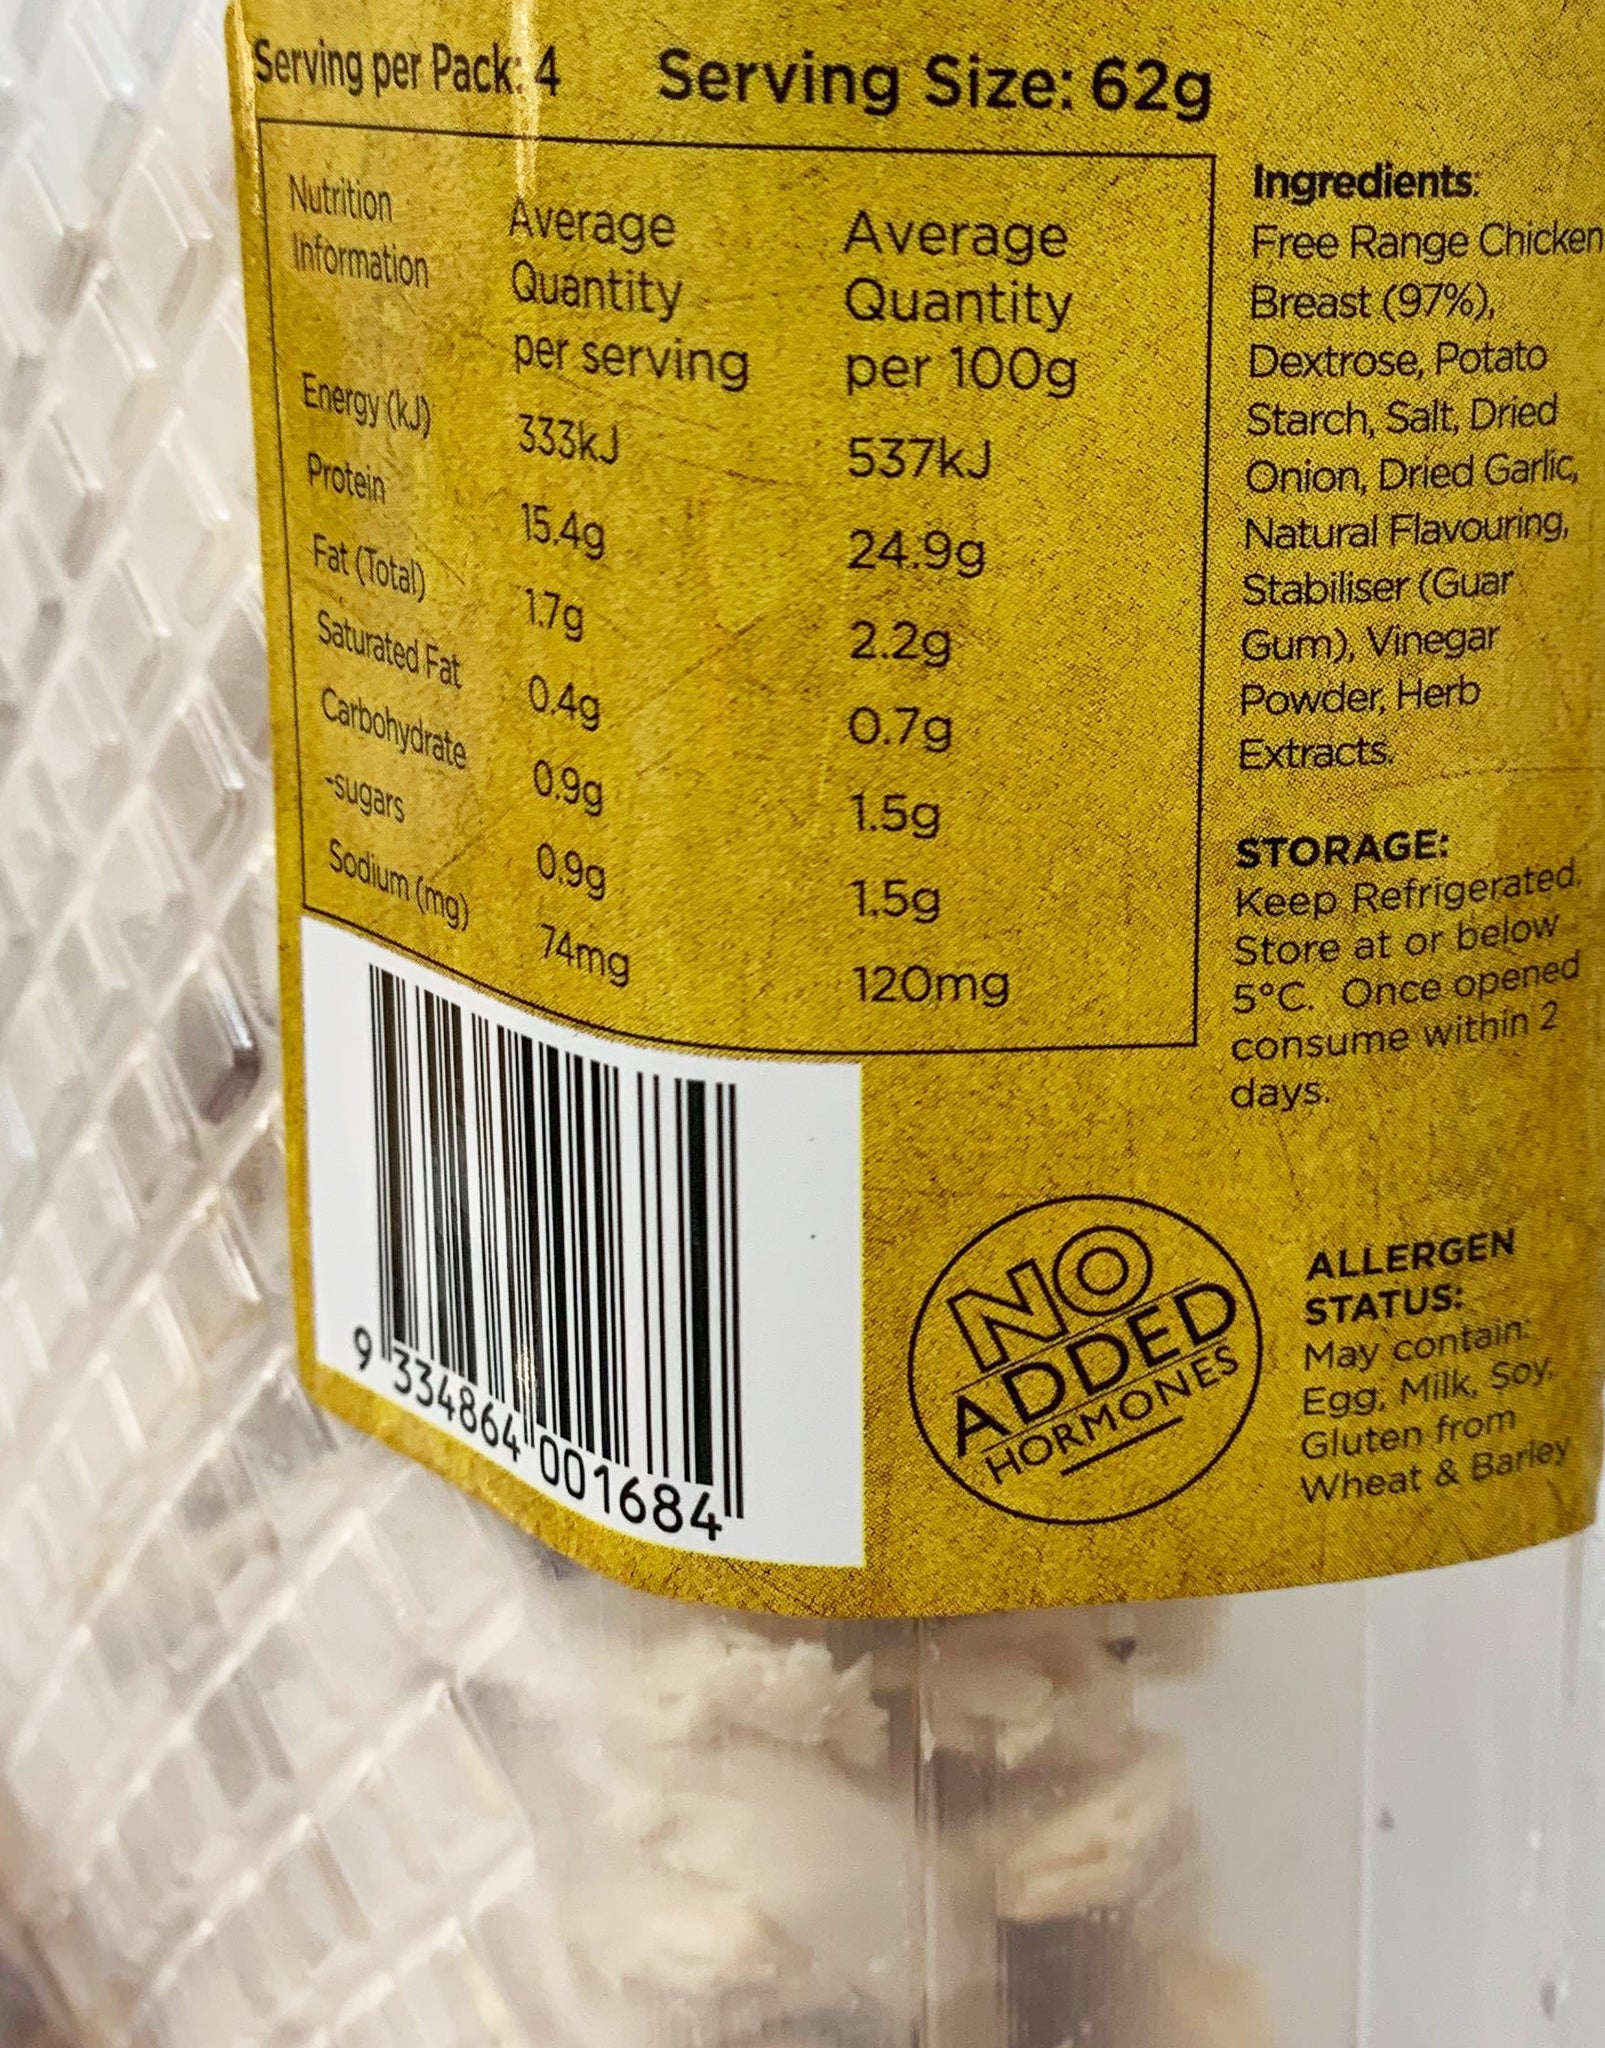 Serving per Pack: 4 Serving Size: 62g
Nutrition Information Average Quantity per serving Average Quantity per 100g
Energy (kJ) 333kJ 537kJ
Protein 15.4g 24.9g
Fat (Total) 1.7g 2.2g
Saturated Fat 0.4g 0.7g
Carbohydrate 0.9g 1.5g
-sugars 0.9g 1.5g
Sodium (mg) 74mg 120mg
Ingredients:
Free Range Chicken
Breast (97%),
Dextrose, Potato
Starch, Salt, Dried
Onion, Dried Garlic,
Natural Flavouring,
Stabiliser (Guar
Gum), Vinegar
Powder, Herb
Extracts.
STORAGE:
Keep Refrigerated.
Store at or below
5°C. Once opened
consume within 2
days.
9 334864 001684
NO
ADDED
HORMONES
ALLERGEN
STATUS:
May contain:
Egg, Milk, Soy,
Gluten from
Wheat & Barley